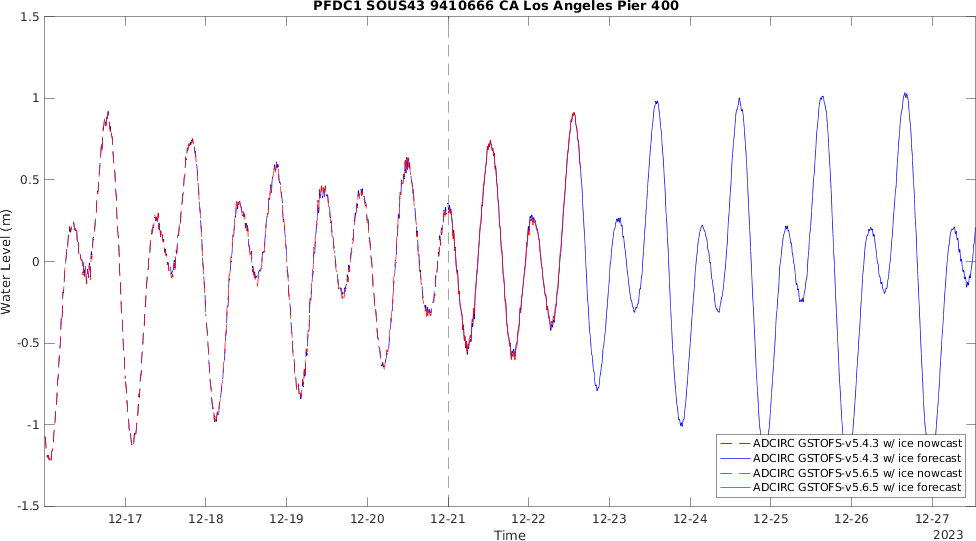 PFDC1 SOUS43 9410666 CA Los Angeles Pier 400
1.5
1
0.5
0
-0.5
-1
-1.5
Water Level (m)
12-17 12-18 12-19 12-20 12-21 12-22 12-23 12-24 12-25 12-26 12-27
Time
2023
ADCIRC GSTOFS-v5.4.3 w/ ice nowcast
ADCIRC GSTOFS-v5.4.3 w/ ice forecast
ADCIRC GSTOFS-v5.6.5 w/ ice nowcast
ADCIRC GSTOFS-v5.6.5 w/ ice forecast